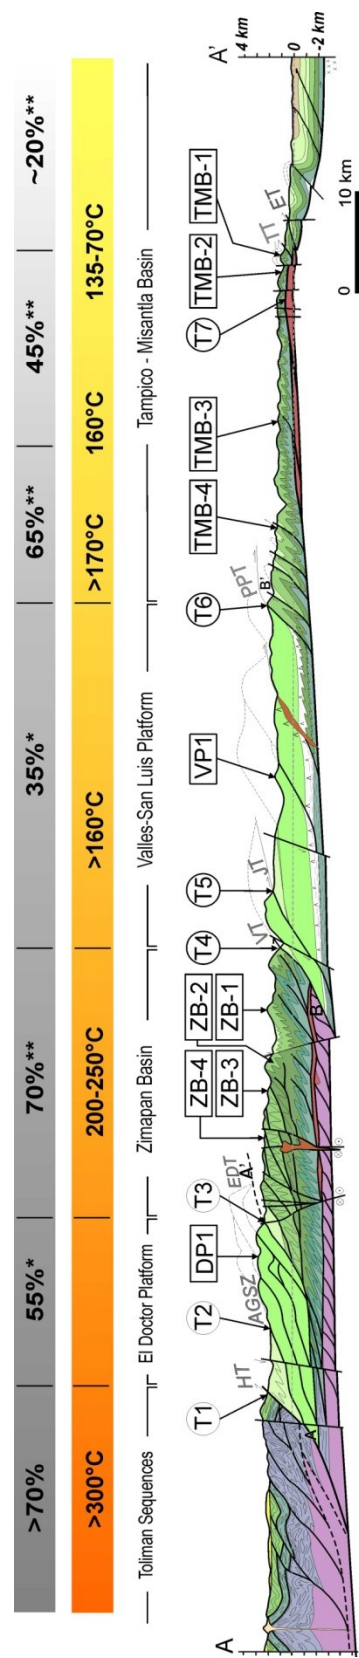 >70% 55%* 70%** 35%* 65%** 45%** ~20%**
>300°C 200-250°C >160°C >170°C 160°C 135-70°C
Toliman Sequences El Doctor Platform Zimapan Basin Valles-San Luis Platform Tampico - Misantla Basin
A HT AGSZ EDT VT JT PPT TT ET A'
T1 T2 DP1 T3 ZB-4 ZB-2 T4 T5 VP1 T6 TMB-4 TMB-3 T7 TMB-2 TMB-1
ZB-3 ZB-1
A A' B B'
4 km
2
0
-2 km
0 10 km